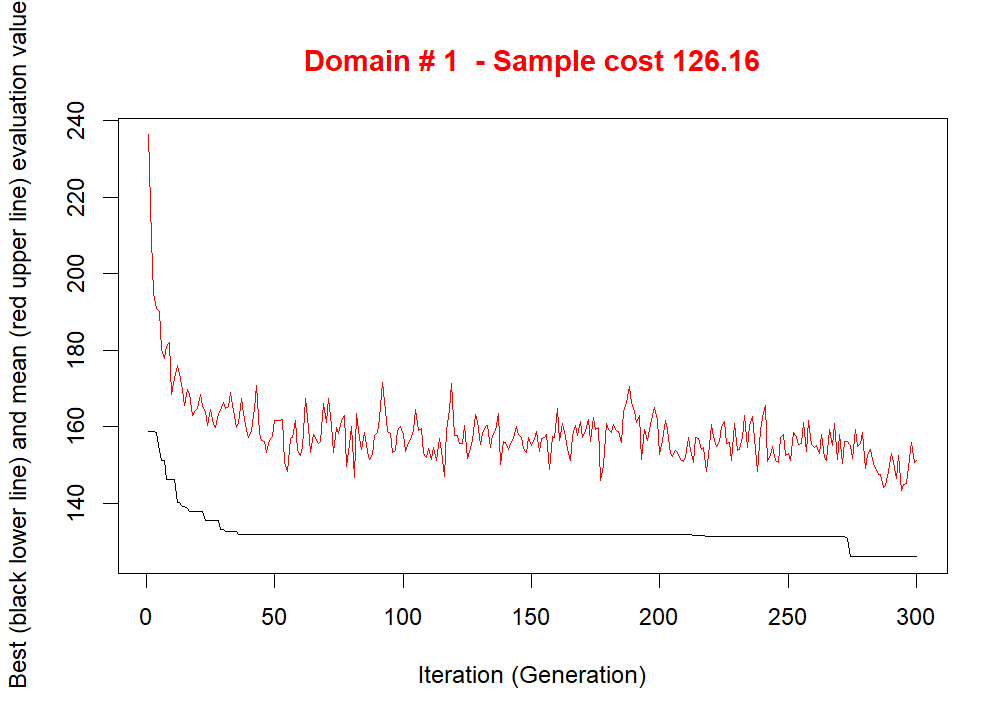 Domain # 1  - Sample cost 126.16
Best (black lower line) and mean (red upper line) evaluation value
240
220
200
180
160
140
0 50 100 150 200 250 300
Iteration (Generation)